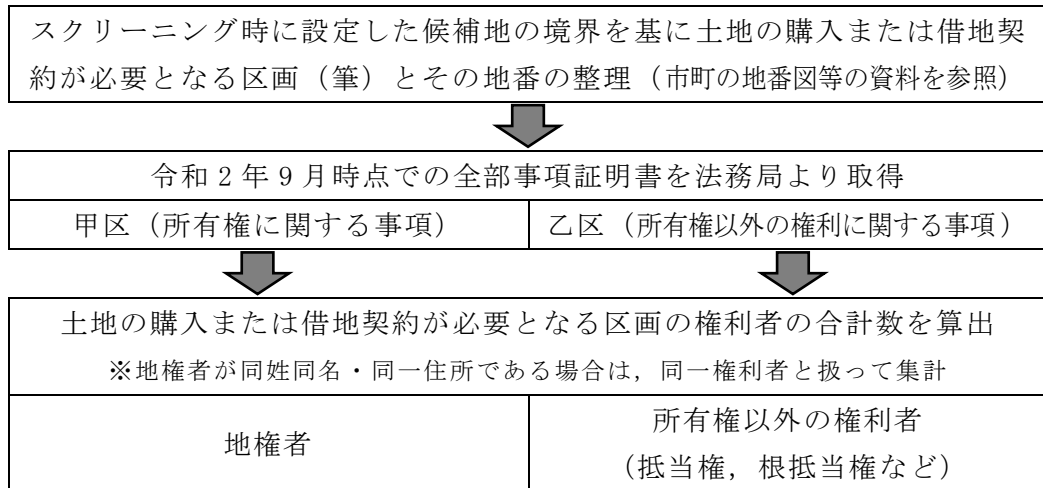 スクリーニング時に設定した候補地の境界を基に土地の購入または借地契
約が必要となる区画（筆）とその地番の整理（市町の地番図等の資料を参照）
令和２年９月時点での全部事項証明書を法務局より取得
甲区（所有権に関する事項）
乙区（所有権以外の権利に関する事項）
土地の購入または借地契約が必要となる区画の権利者の合計数を算出
※地権者が同姓同名・同一住所である場合は，同一権利者と扱って集計
地権者
所有権以外の権利者
（抵当権，根抵当権など）